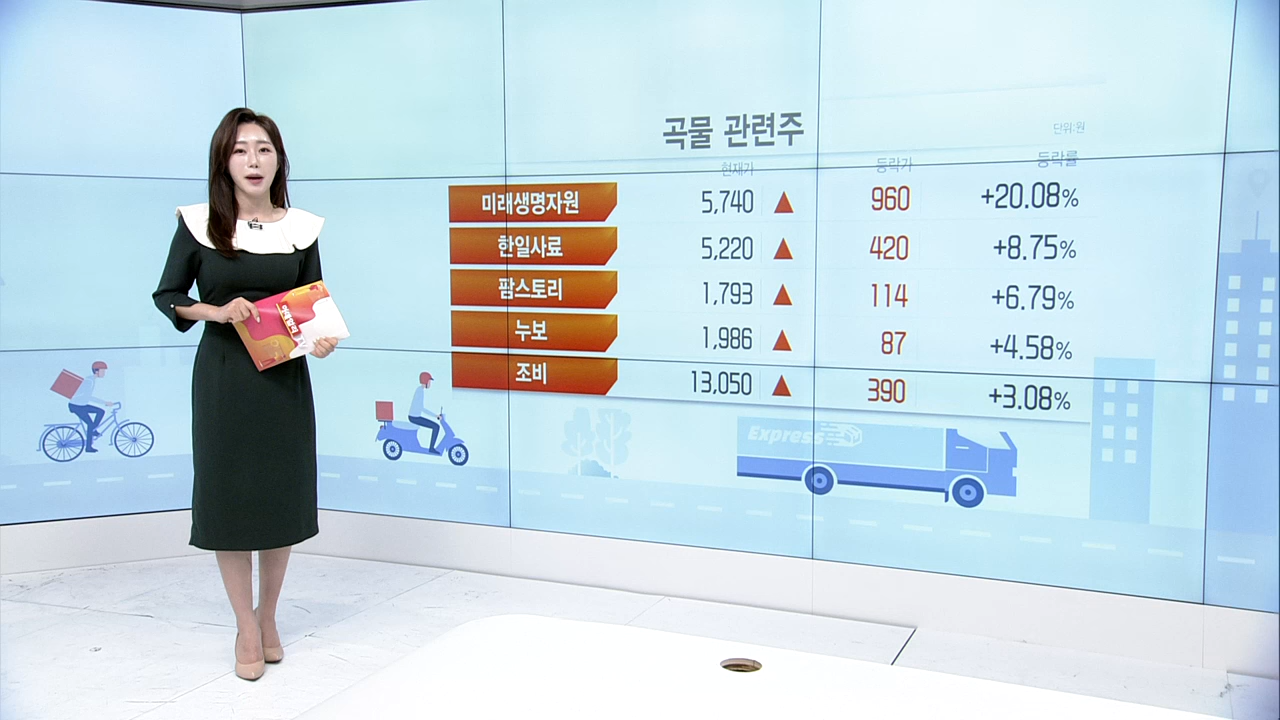 곡물 관련주
단위:원
현재가 등락가 등락률
미래생명자원 5,740 ▲ 960 +20.08%
한일사료 5,220 ▲ 420 +8.75%
팜스토리 1,793 ▲ 114 +6.79%
누보 1,986 ▲ 87 +4.58%
조비 13,050 ▲ 390 +3.08%
Express